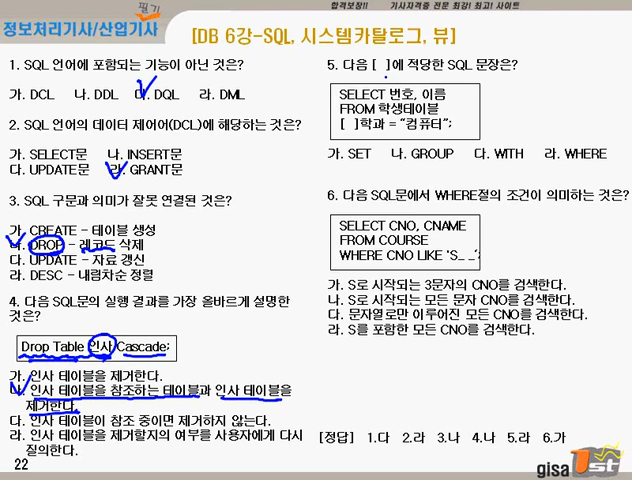 합격보장!! 기사자격증 전문 최강! 최고! 사이트
필기
정보처리기사/산업기사
[DB 6강-SQL, 시스템카탈로그, 뷰]
1. SQL 언어에 포함되는 기능이 아닌 것은?
가. DCL 나. DDL 다. DQL 라. DML
2. SQL 언어의 데이터 제어어(DCL)에 해당하는 것은?
가. SELECT문 나. INSERT문
다. UPDATE문 라. GRANT문
3. SQL 구문과 의미가 잘못 연결된 것은?
가. CREATE - 테이블 생성
나. DROP - 레코드 삭제
다. UPDATE - 자료 갱신
라. DESC - 내림차순 정렬
4. 다음 SQL문의 실행 결과를 가장 올바르게 설명한
것은?
Drop Table 인사 Cascade;
가. 인사 테이블을 제거한다.
나. 인사 테이블을 참조하는 테이블과 인사 테이블을
제거한다.
다. 인사 테이블이 참조 중이면 제거하지 않는다.
라. 인사 테이블을 제거할지의 여부를 사용자에게 다시
질의한다.
22
5. 다음 [ ]에 적당한 SQL 문장은?
SELECT 번호, 이름
FROM 학생테이블
[ ]학과 = "컴퓨터";
가. SET 나. GROUP 다. WITH 라. WHERE
6. 다음 SQL문에서 WHERE절의 조건이 의미하는 것은?
SELECT CNO, CNAME
FROM COURSE
WHERE CNO LIKE 'S_ _';
가. S로 시작되는 3문자의 CNO를 검색한다.
나. S로 시작되는 모든 문자 CNO를 검색한다.
다. 문자열로만 이루어진 모든 CNO를 검색한다.
라. S를 포함한 모든 CNO를 검색한다.
[정답] 1.다 2.라 3.나 4.나 5.라 6.가
gisa 1st